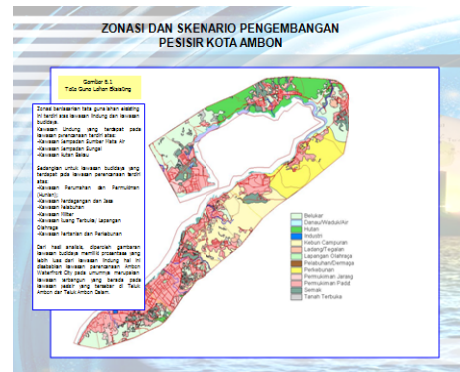 ZONASI DAN SKENARIO PENGEMBANGAN
PESISIR KOTA AMBON
Gambar 6.1
Tata Guna Lahan Eksisting
Zonasi berdasarkan tata guna lahan eksisting
ini terdiri atas kawasan lindung dan kawasan
budidaya.
Kawasan Lindung yang terdapat pada
kawasan perencanaan terdiri atas:
-Kawasan Sempadan Sumber Mata Air
-Kawasan Sempadan Sungai
-Kawasan Hutan Bakau
Sedangkan untuk kawasan budidaya yang
terdapat pada kawasan perencanaan terdiri
atas:
-Kawasan Perumahan dan Permukiman
(Hunian);
-Kawasan Perdagangan dan Jasa
-Kawasan Pelabuhan
-Kawasan Militer
-Kawasan Ruang Terbuka/ Lapangan
Olahraga
-Kawasan Pertanian dan Perkebunan
Dari hasil analisis, diperoleh gambaran
kawasan budidaya memiliki prosentase yang
lebih luas dari kawasan lindung hal ini
disebabkan kawasan perencanaan Ambon
Waterfront City pada umumnya merupakan
kawasan terbangun yang berada pada
kawasan pesisir yang tersebar di Teluk
Ambon dan Teluk Ambon Dalam.
Belukar
Danau/Waduk/Air
Hutan
Industri
Kebun Campuran
Ladang/Tegalan
Lapangan Olahraga
Pelabuhan/Dermaga
Perkebunan
Permukiman Jarang
Permukiman Padat
Semak
Tanah Terbuka